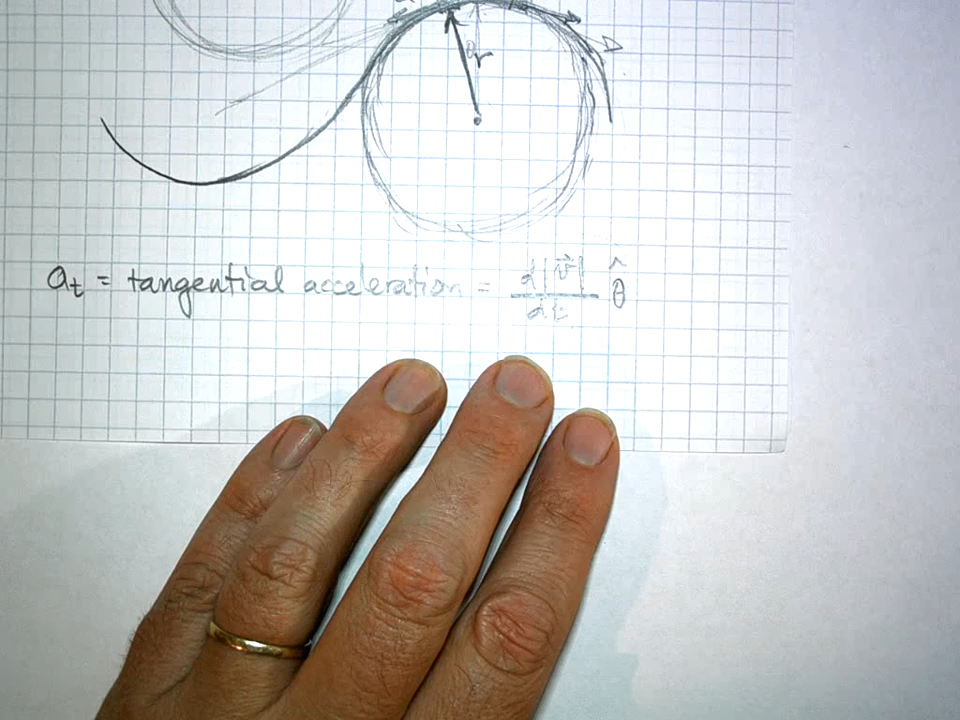 r
a_t = tangential acceleration = d|v⃗|/dt θ̂